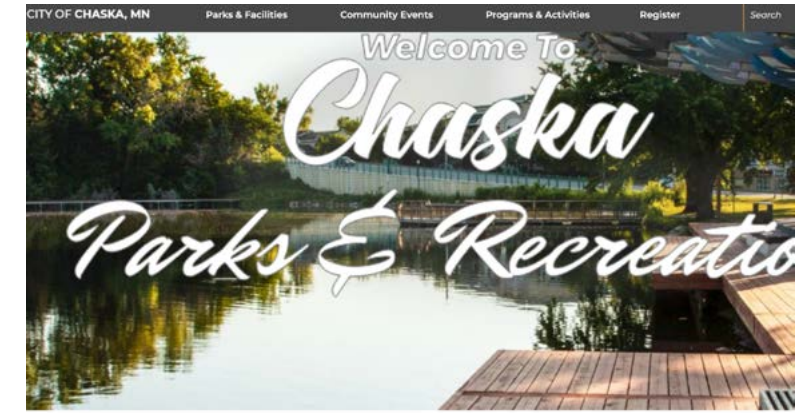 CITY OF CHASKA, MN Parks & Facilities Community Events Programs & Activities Register Search
Welcome To
Chaska
Parks & Recreatio